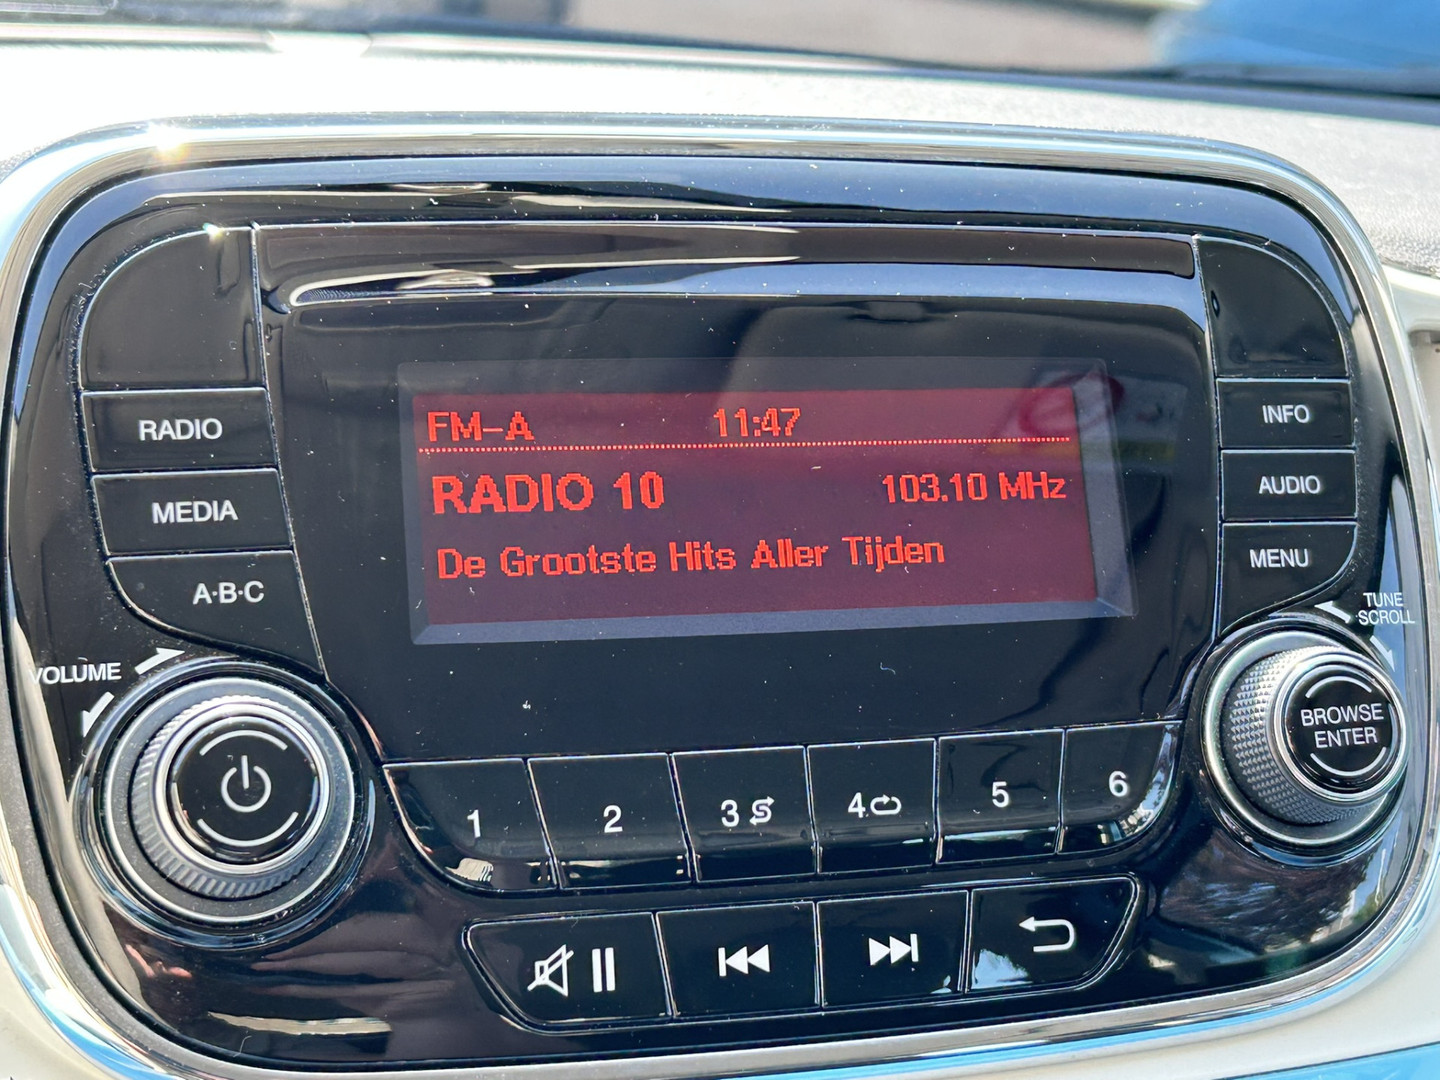 FM-A 11:47
RADIO 10 103.10 MHz
De Grootste Hits Aller Tijden
RADIO
MEDIA
A·B·C
VOLUME
INFO
AUDIO
MENU
TUNE
SCROLL
BROWSE
ENTER
1 2 3 4 5 6